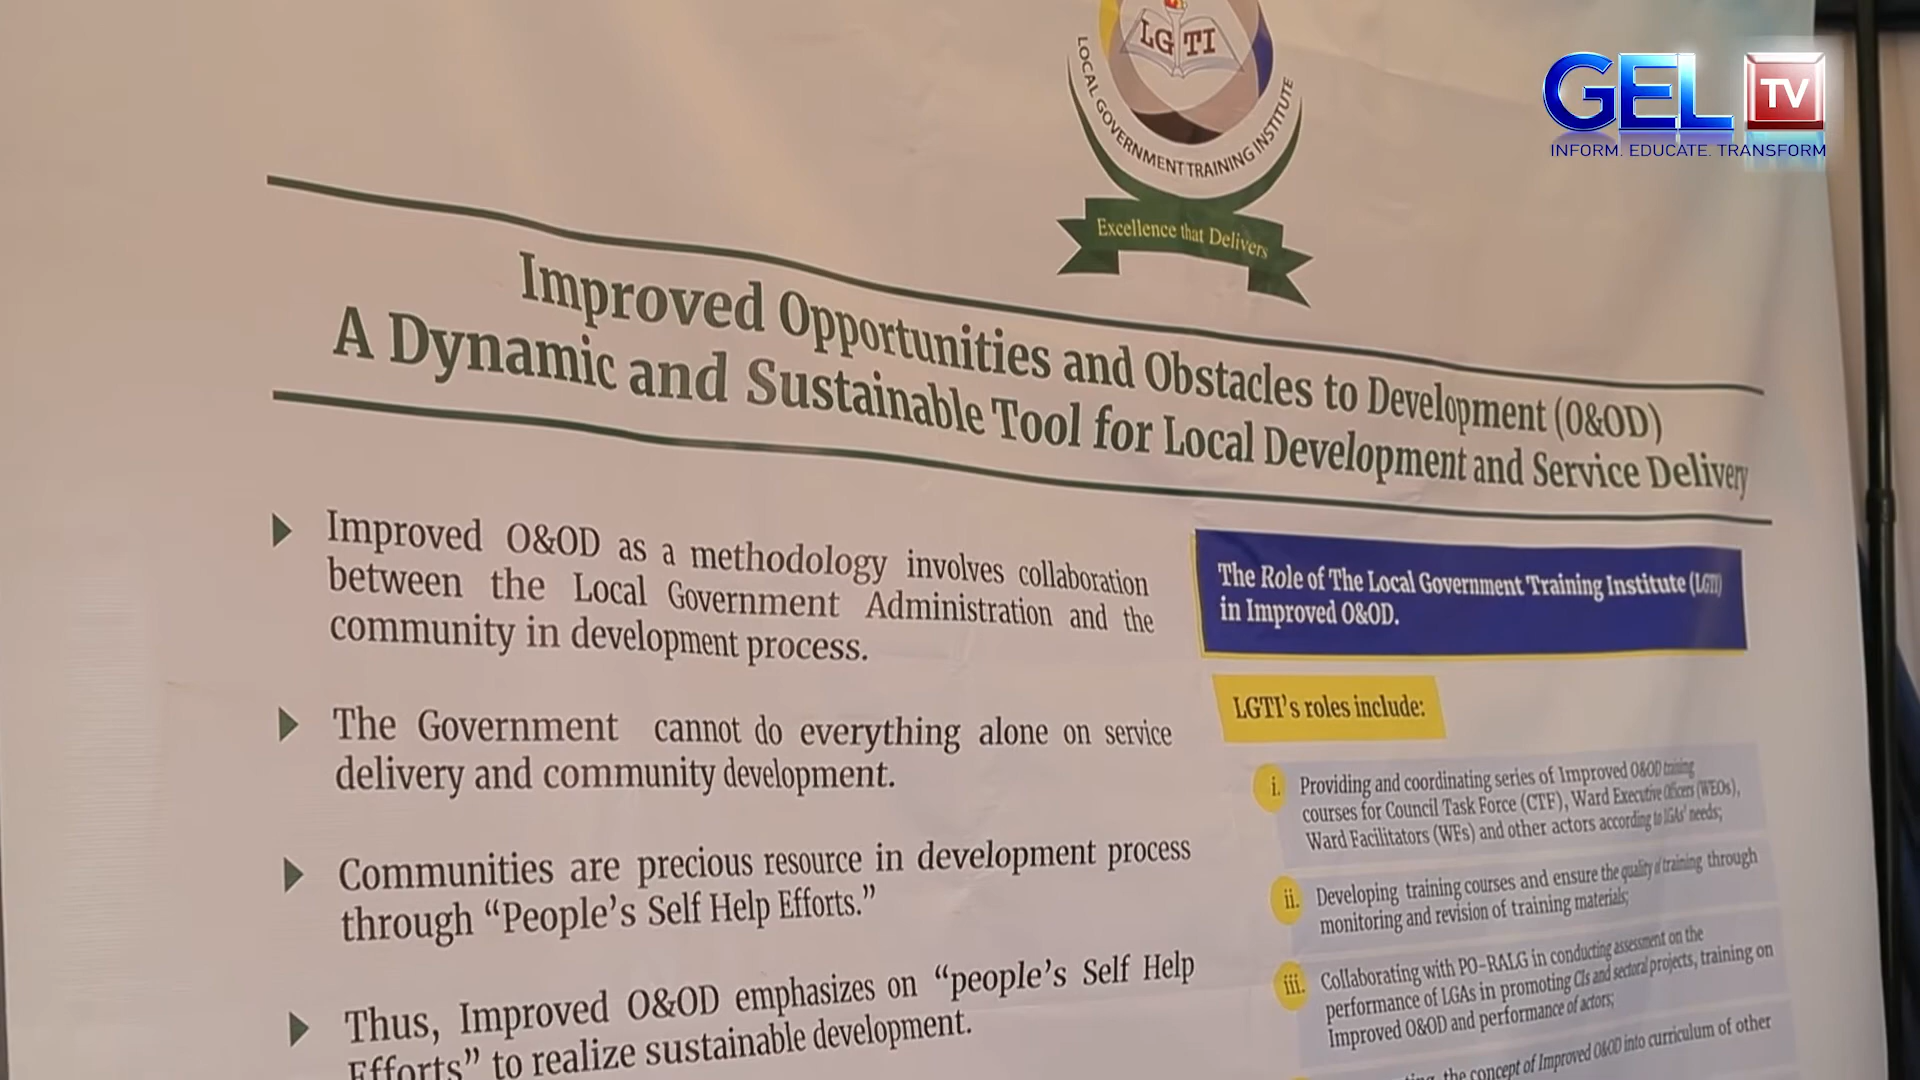 GEL TV
INFORM. EDUCATE. TRANSFORM
LG TI
LOCAL GOVERNMENT TRAINING INSTITUTE
Excellence that Delivers
Improved Opportunities and Obstacles to Development (O&OD)
A Dynamic and Sustainable Tool for Local Development and Service Delivery
Improved O&OD as a methodology involves collaboration
between the Local Government Administration and the
community in development process.
The Government cannot do everything alone on service
delivery and community development.
Communities are precious resource in development process
through “People’s Self Help Efforts.”
Thus, Improved O&OD emphasizes on “people’s Self Help
Efforts” to realize sustainable development.
The Role of The Local Government Training Institute (LGTI)
in Improved O&OD.
LGTI’s roles include:
i. Providing and coordinating series of Improved O&OD training
courses for Council Task Force (CTF), Ward Executive Officers (WEOs),
Ward Facilitators (WFs) and other actors according to LGAs' needs;
ii. Developing training courses and ensure the quality of training through
monitoring and revision of training materials;
iii. Collaborating with PO-RALG in conducting assessment on the
performance of LGAs in promoting CIs and sectoral projects, training on
Improved O&OD and performance of actors;
the concept of Improved O&OD into curriculum of other